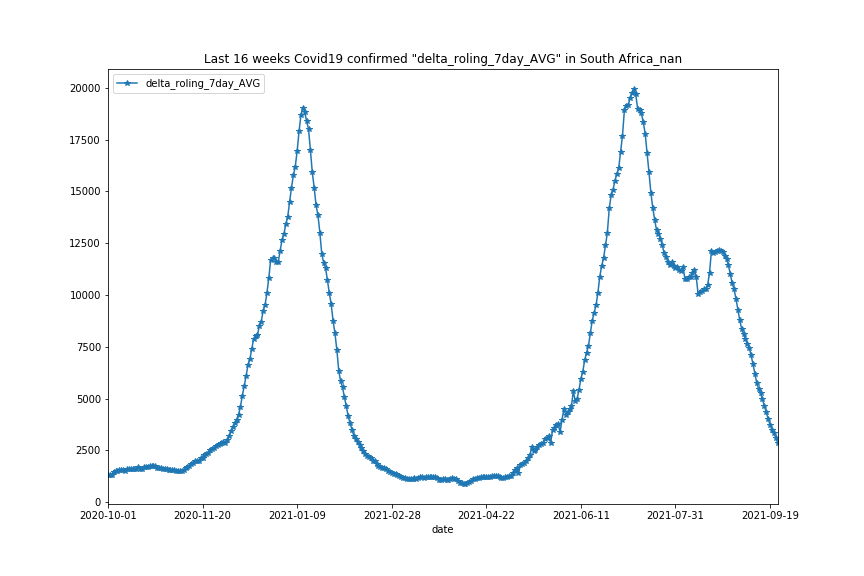 Last 16 weeks Covid19 confirmed "delta_roling_7day_AVG" in South Africa_nan
delta_roling_7day_AVG
20000
17500
15000
12500
10000
7500
5000
2500
0
2020-10-01 2020-11-20 2021-01-09 2021-02-28 2021-04-22 2021-06-11 2021-07-31 2021-09-19
date